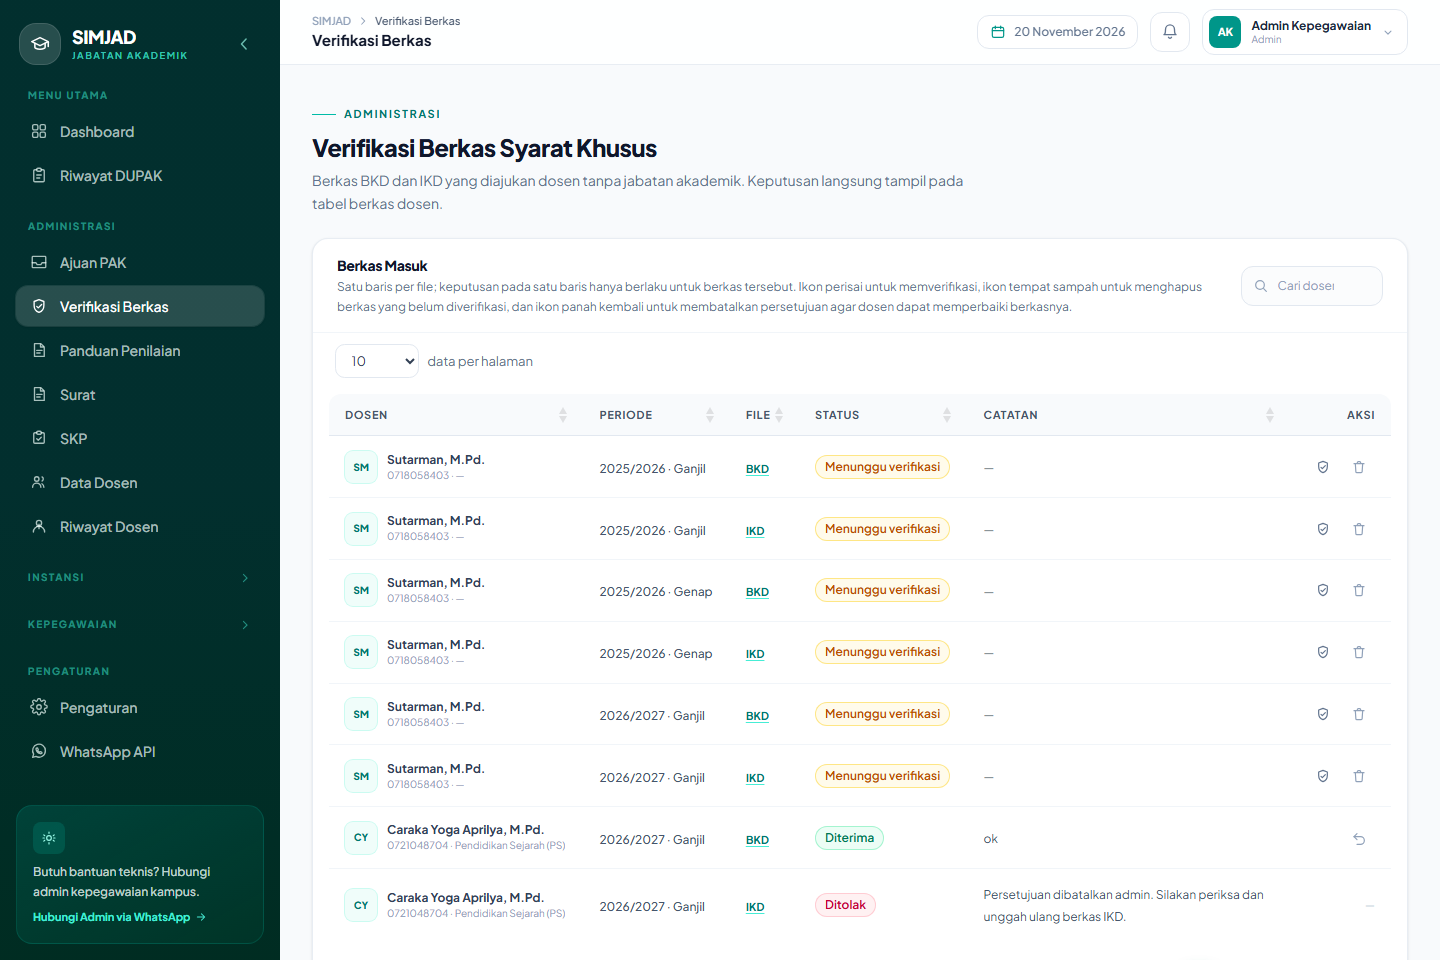 SIMJAD
JABATAN AKADEMIK
MENU UTAMA
Dashboard
Riwayat DUPAK
ADMINISTRASI
Ajuan PAK
Verifikasi Berkas
Panduan Penilaian
Surat
SKP
Data Dosen
Riwayat Dosen
INSTANSI
KEPEGAWAIAN
PENGATURAN
Pengaturan
WhatsApp API
Butuh bantuan teknis? Hubungi
admin kepegawaian kampus.
Hubungi Admin via WhatsApp →
SIMJAD > Verifikasi Berkas
Verifikasi Berkas
20 November 2026
AK
Admin Kepegawaian
Admin
ADMINISTRASI
Verifikasi Berkas Syarat Khusus
Berkas BKD dan IKD yang diajukan dosen tanpa jabatan akademik. Keputusan langsung tampil pada
tabel berkas dosen.
Berkas Masuk
Satu baris per file; keputusan pada satu baris hanya berlaku untuk berkas tersebut. Ikon perisai untuk memverifikasi, ikon tempat sampah untuk menghapus
berkas yang belum diverifikasi, dan ikon panah kembali untuk membatalkan persetujuan agar dosen dapat memperbaiki berkasnya.
Cari
10 data per halaman
DOSEN PERIODE FILE STATUS CATATAN AKSI
SM Sutarman, M.Pd. 2025/2026 · Ganjil BKD Menunggu verifikasi —
0718058403 · —
SM Sutarman, M.Pd. 2025/2026 · Ganjil IKD Menunggu verifikasi —
0718058403 · —
SM Sutarman, M.Pd. 2025/2026 · Genap BKD Menunggu verifikasi —
0718058403 · —
SM Sutarman, M.Pd. 2025/2026 · Genap IKD Menunggu verifikasi —
0718058403 · —
SM Sutarman, M.Pd. 2026/2027 · Ganjil BKD Menunggu verifikasi —
0718058403 · —
SM Sutarman, M.Pd. 2026/2027 · Ganjil IKD Menunggu verifikasi —
0718058403 · —
CY Caraka Yoga Aprilya, M.Pd. 2026/2027 · Ganjil BKD Diterima ok
0721048704 · Pendidikan Sejarah (PS)
CY Caraka Yoga Aprilya, M.Pd. 2026/2027 · Ganjil IKD Ditolak Persetujuan dibatalkan admin. Silakan periksa dan
0721048704 · Pendidikan Sejarah (PS) unggah ulang berkas IKD. —